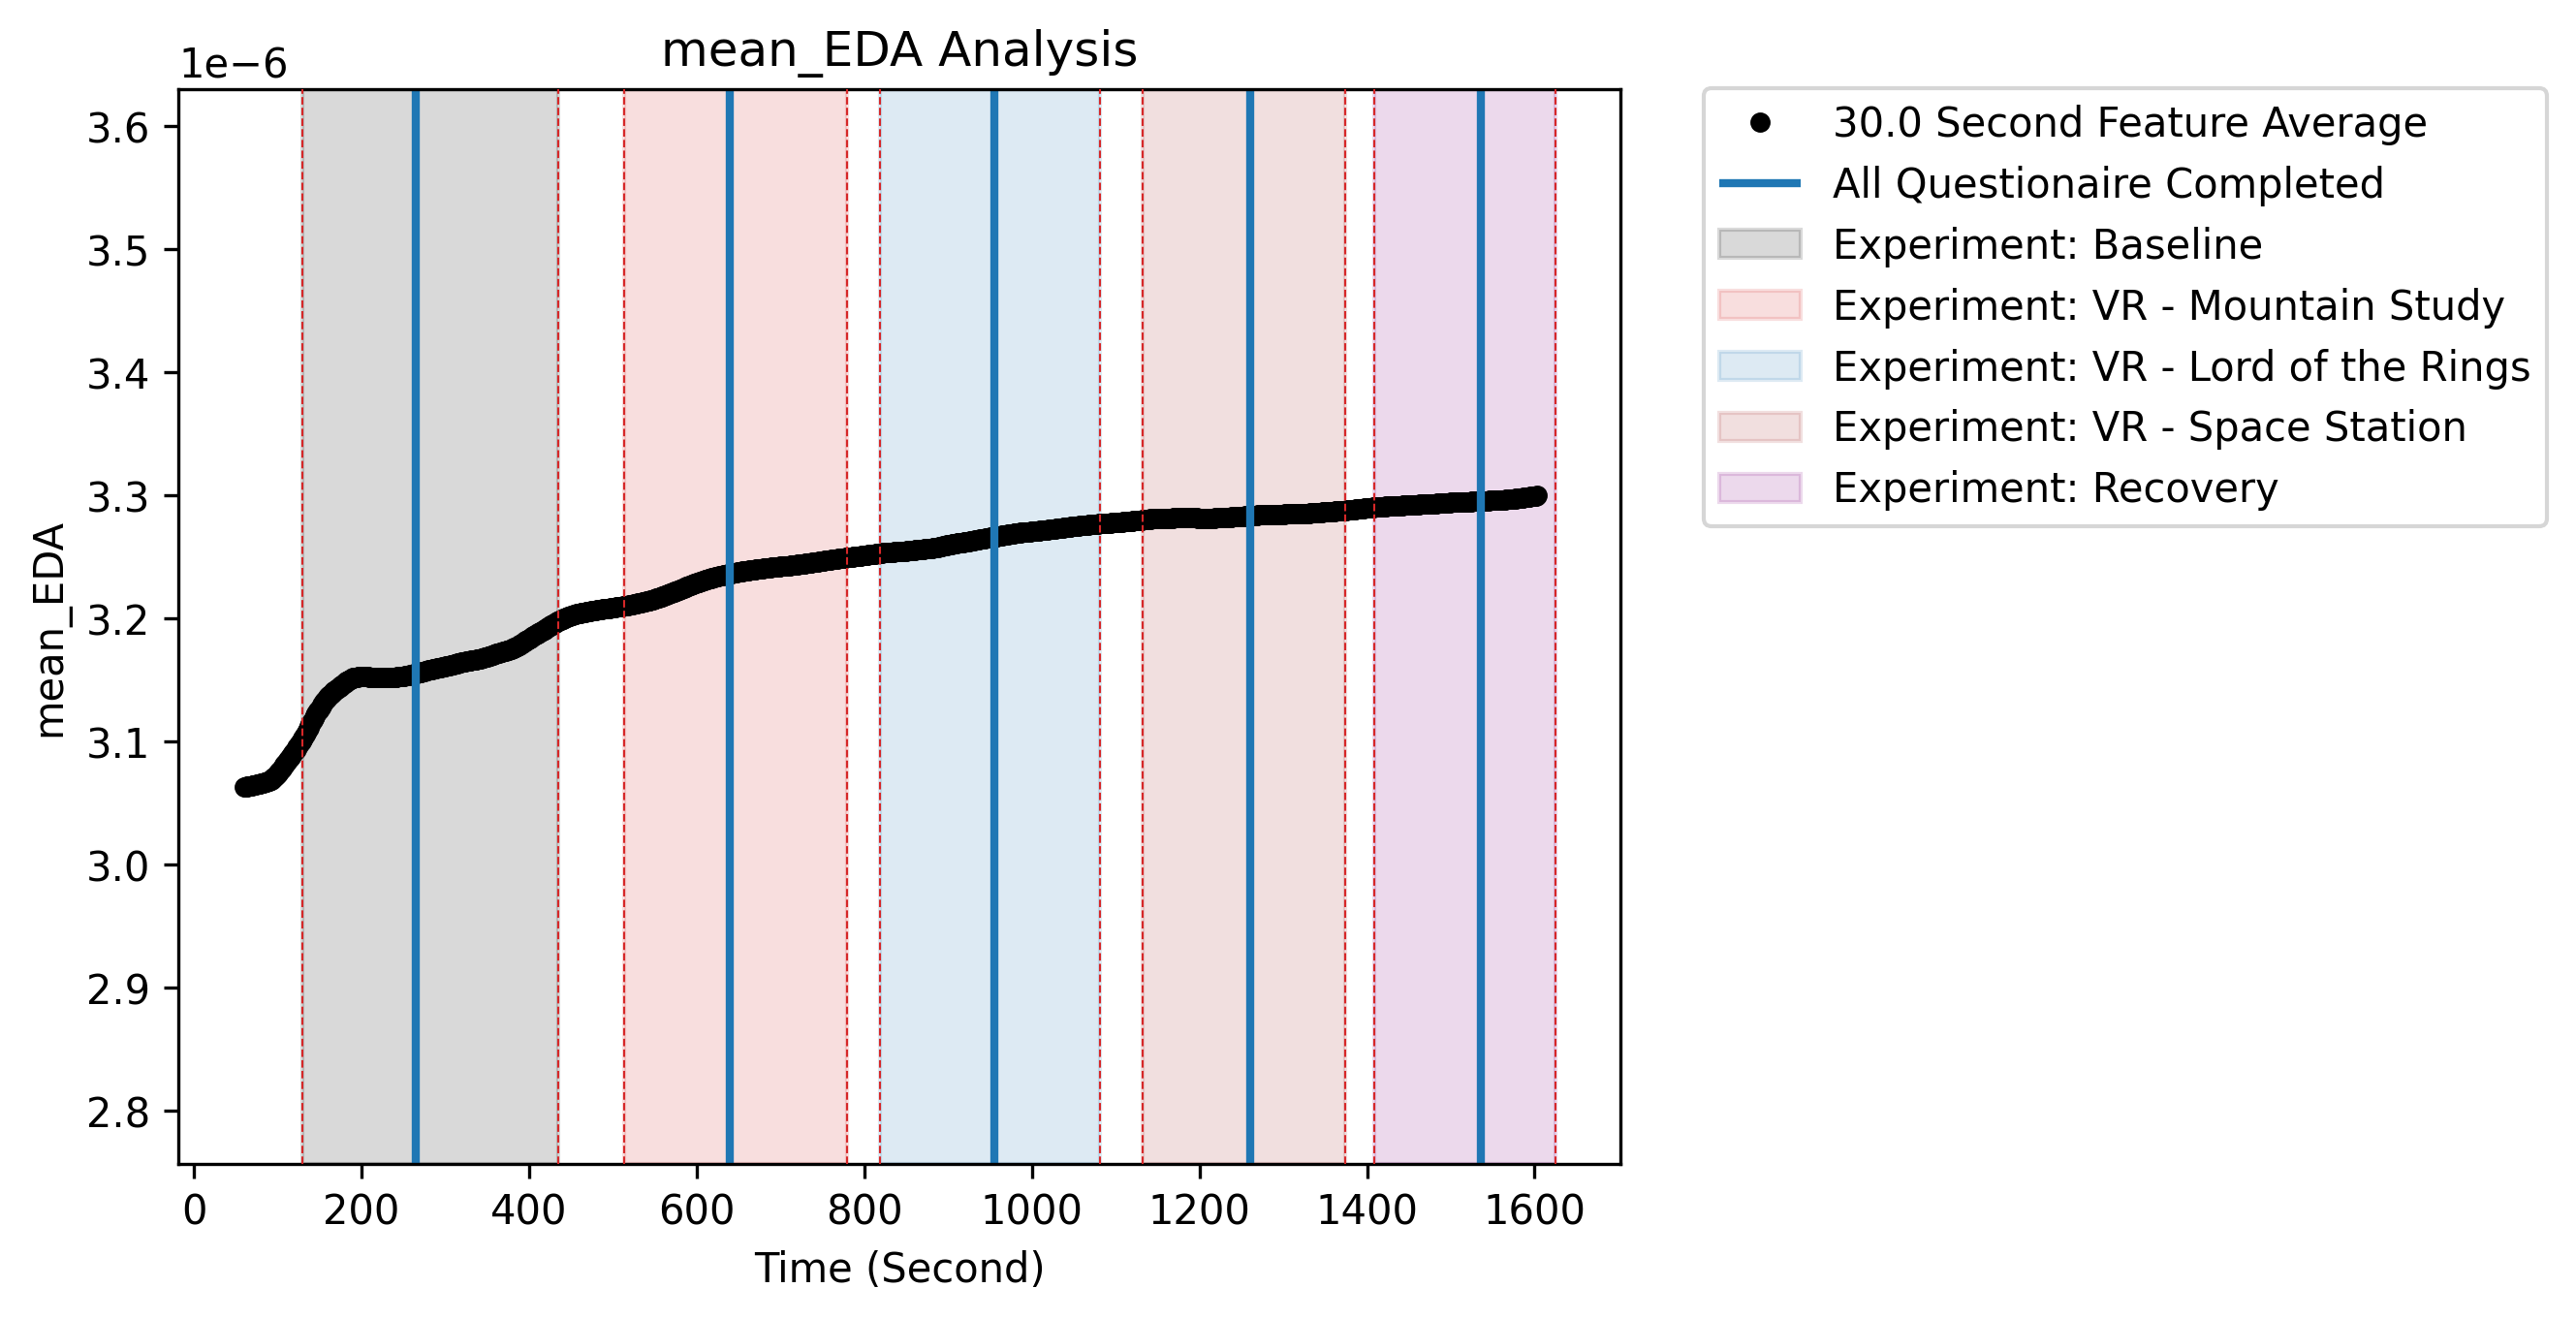 mean_EDA Analysis
1e−6
3.6
3.5
3.4
3.3
3.2
3.1
3.0
2.9
2.8
mean_EDA
0 200 400 600 800 1000 1200 1400 1600
Time (Second)
30.0 Second Feature Average
All Questionaire Completed
Experiment: Baseline
Experiment: VR - Mountain Study
Experiment: VR - Lord of the Rings
Experiment: VR - Space Station
Experiment: Recovery